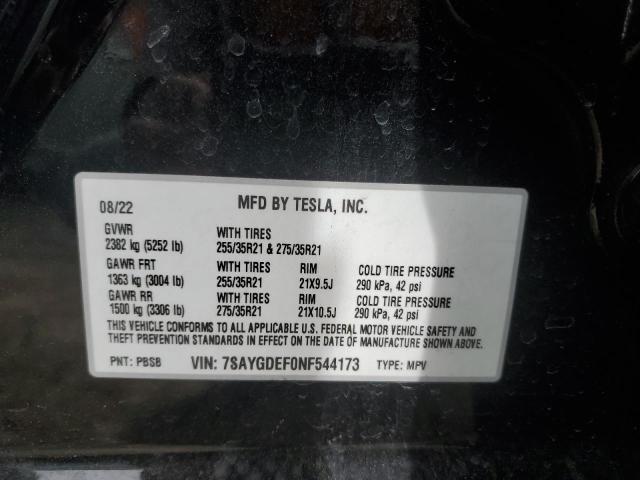 08/22 MFD BY TESLA, INC.
GVWR WITH TIRES
2382 kg (5252 lb) 255/35R21 & 275/35R21
GAWR FRT WITH TIRES RIM COLD TIRE PRESSURE
1363 kg (3004 lb) 255/35R21 21X9.5J 290 kPa, 42 psi
GAWR RR WITH TIRES RIM COLD TIRE PRESSURE
1500 kg (3306 lb) 275/35R21 21X10.5J 290 kPa, 42 psi
THIS VEHICLE CONFORMS TO ALL APPLICABLE U.S. FEDERAL MOTOR VEHICLE SAFETY AND
THEFT PREVENTION STANDARDS IN EFFECT ON THE DATE OF MANUFACTURE SHOWN ABOVE.
PNT: PBSB VIN: 7SAYGDEF0NF544173 TYPE: MPV